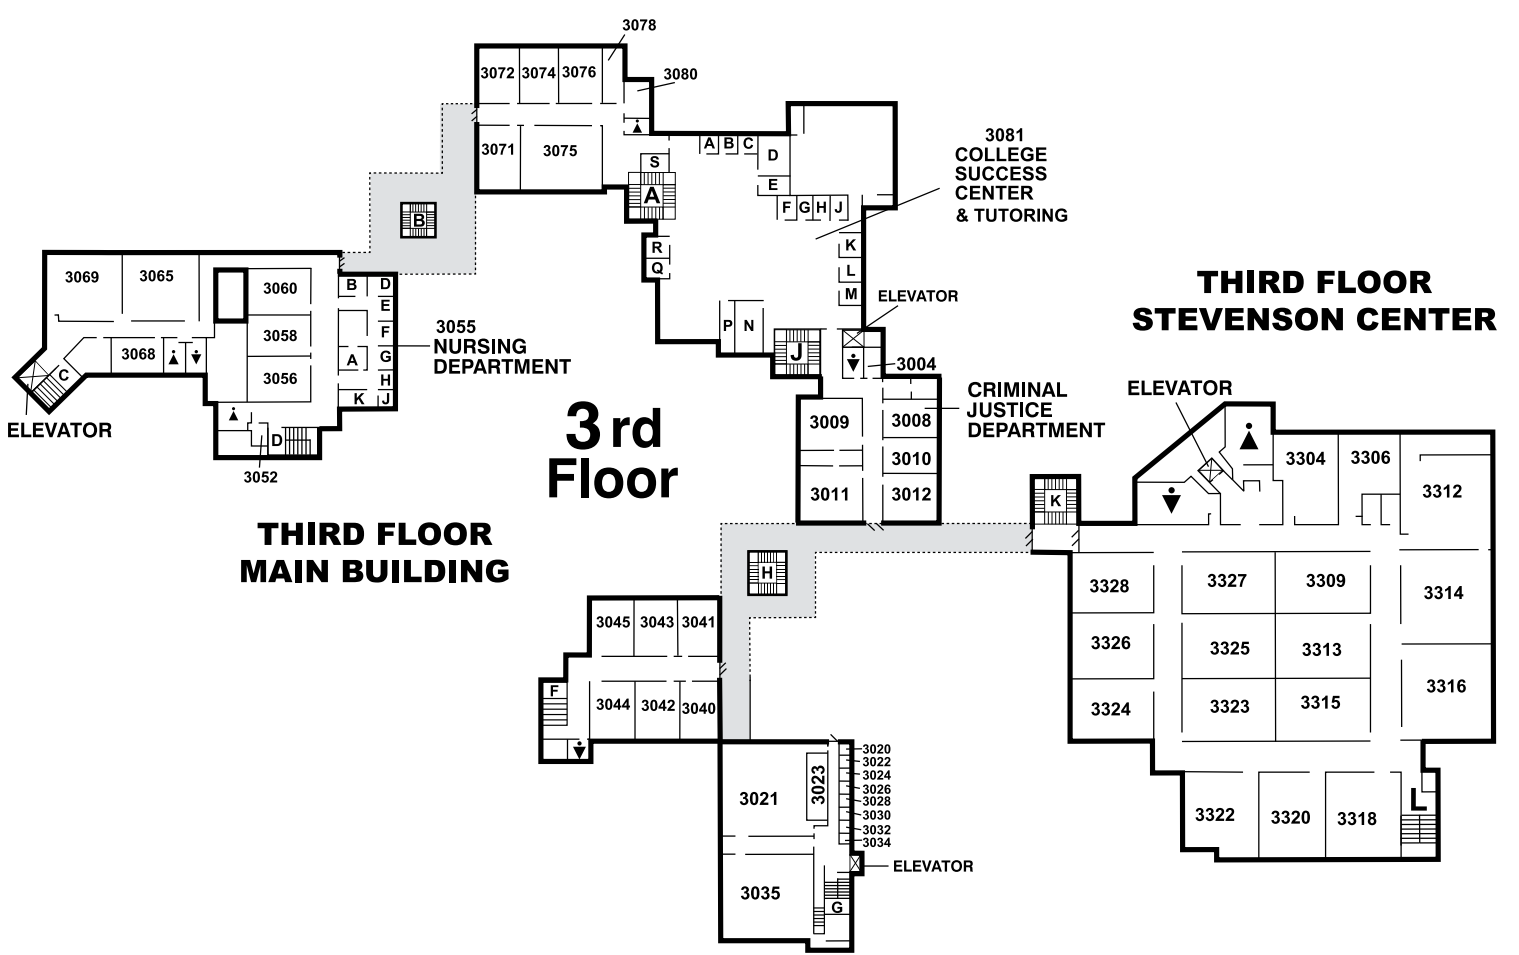 3078
3072
3074
3076
3080
3071
3075
S
A
A
B
C
D
E
F
G
H
J
3081
COLLEGE
SUCCESS
CENTER
& TUTORING
R
Q
K
L
M
P
N
ELEVATOR
J
3004
B
3069
3065
3060
3058
3056
3068
C
ELEVATOR
B
D
E
F
G
H
J
K
A
3055
NURSING
DEPARTMENT
D
3052
3rd
Floor
THIRD FLOOR
MAIN BUILDING
3009
3008
3010
3011
3012
CRIMINAL
JUSTICE
DEPARTMENT
H
3045
3043
3041
F
3044
3042
3040
3021
3023
3020
3022
3024
3026
3028
3030
3032
3034
ELEVATOR
3035
G
THIRD FLOOR
STEVENSON CENTER
ELEVATOR
K
3304
3306
3312
3328
3327
3309
3314
3326
3325
3313
3324
3323
3315
3316
3322
3320
3318
L